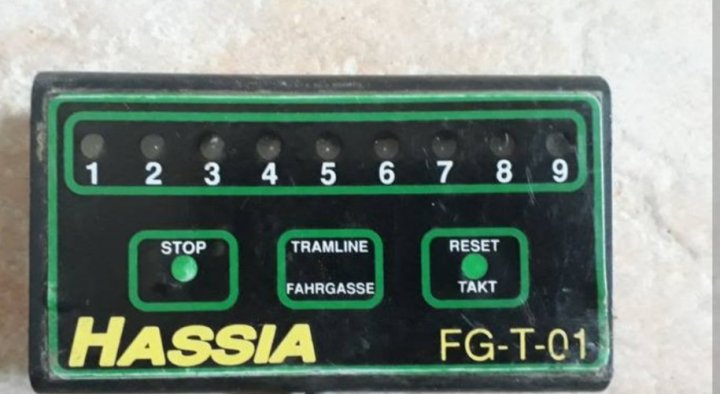 1 2 3 4 5 6 7 8 9
STOP TRAMLINE RESET
FAHRGASSE TAKT
HASSIA FG-T-01